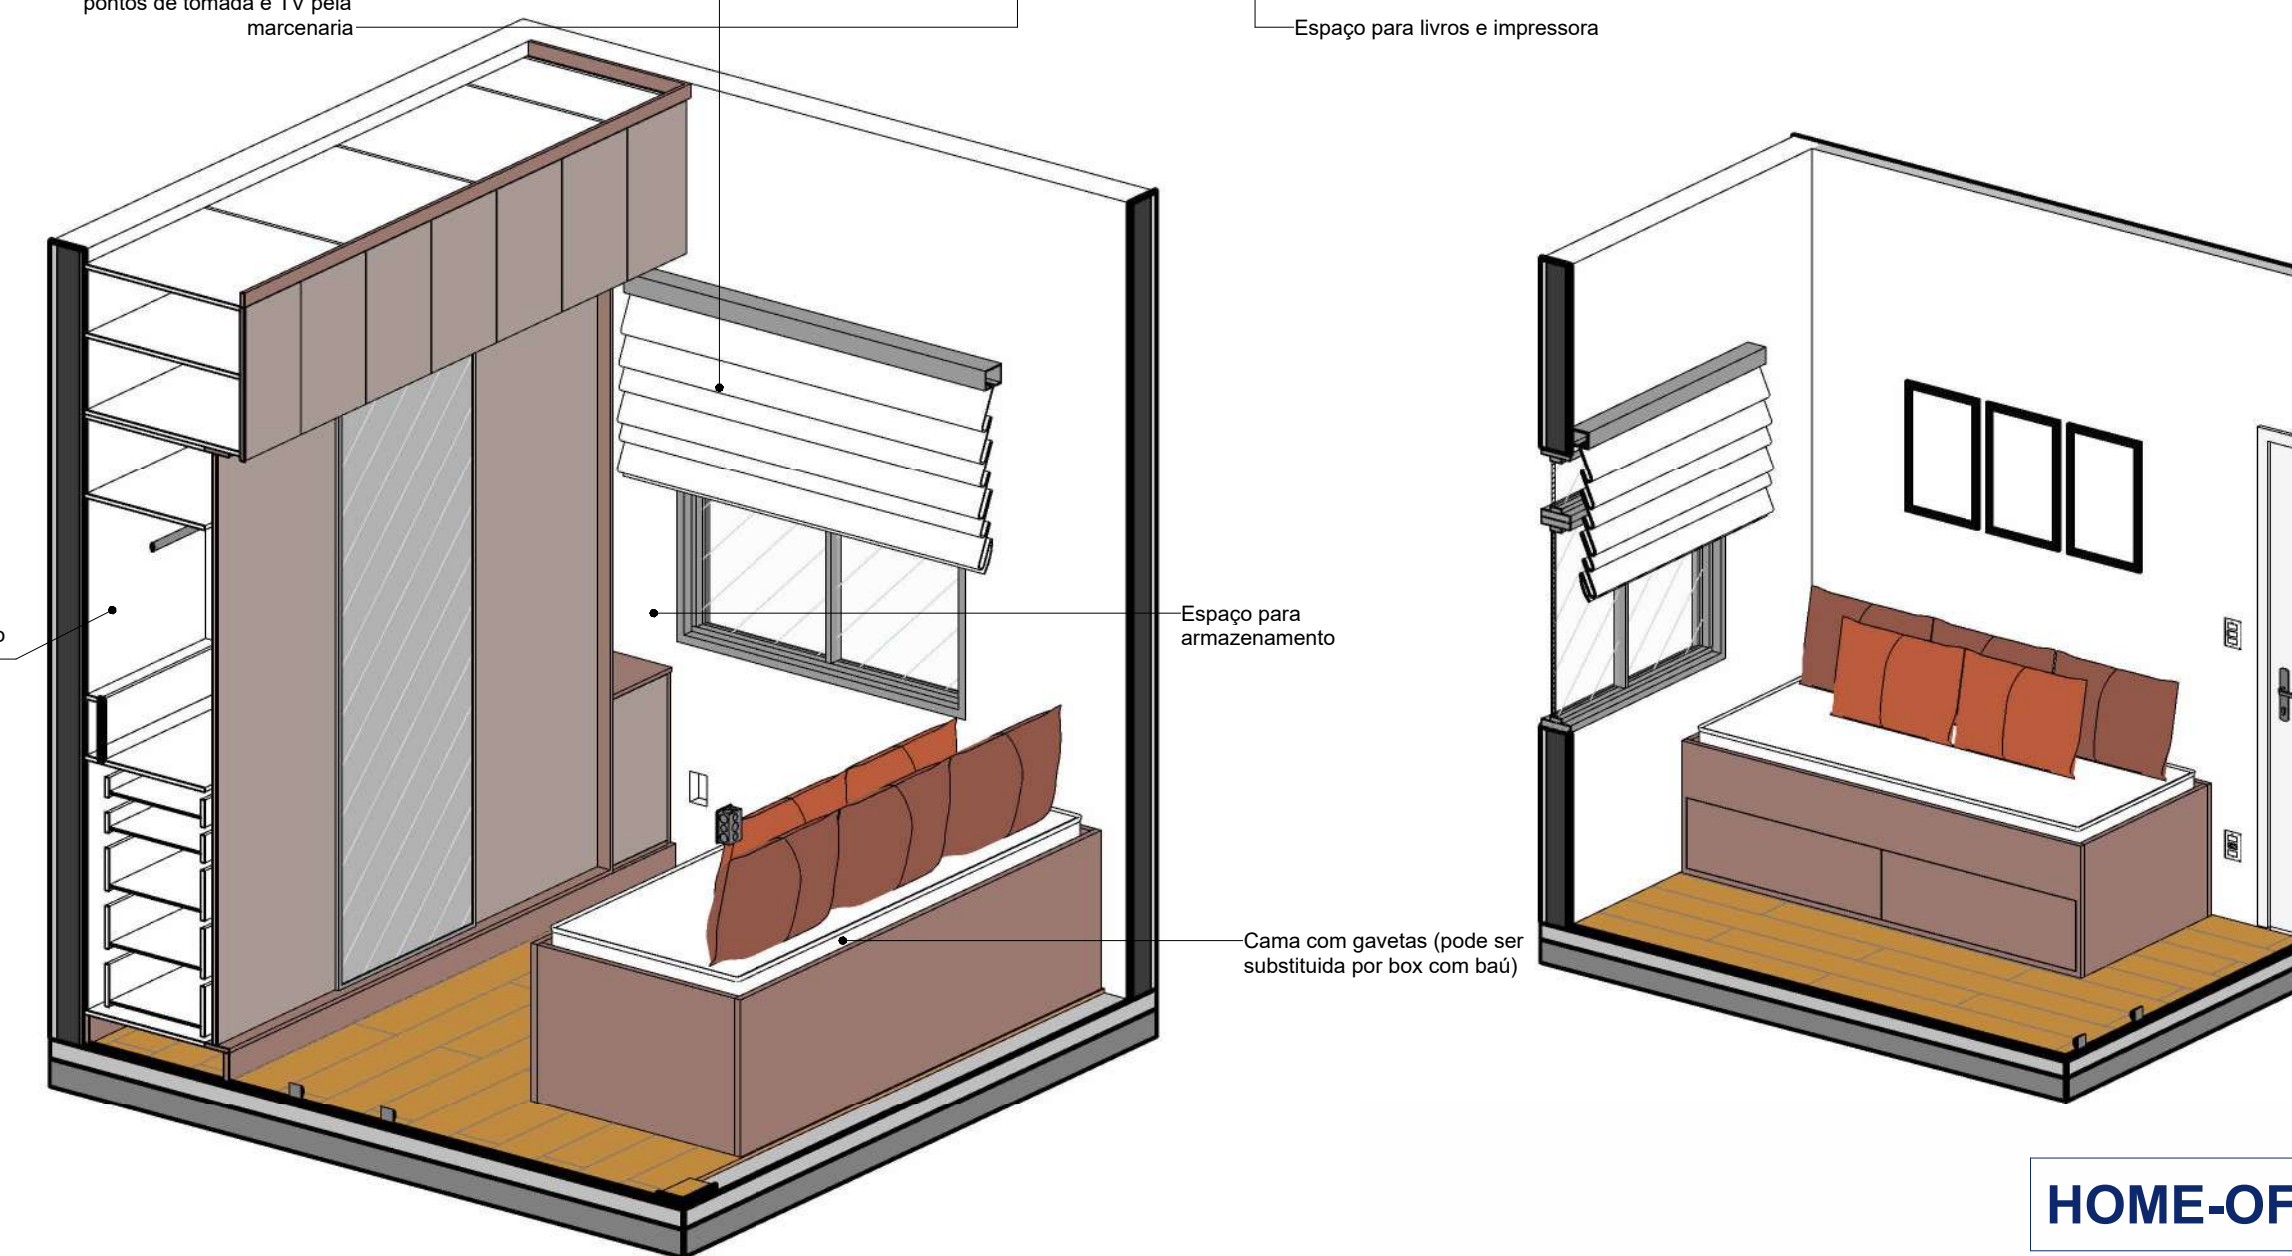 pontos de tomada e TV pela
marcenaria
Espaço para livros e impressora
Espaço para
armazenamento
Cama com gavetas (pode ser
substituida por box com baú)
HOME-OF